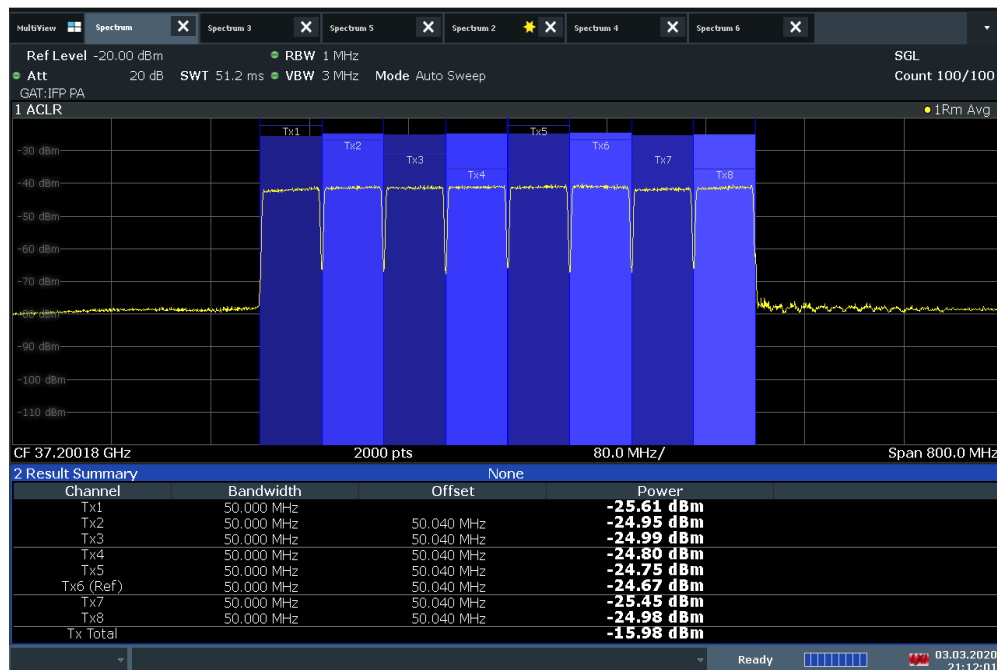 MultiView Spectrum X Spectrum 3 X Spectrum 5 X Spectrum 2 X Spectrum 4 X Spectrum 6 X
Ref Level -20.00 dBm RBW 1 MHz SGL
Att 20 dB SWT 51.2 ms VBW 3 MHz Mode Auto Sweep Count 100/100
GAT:IFP PA
1 ACLR 1Rm Avg
Tx1 Tx5
Tx2 Tx6
-30 dBm
Tx3 Tx7
Tx4 Tx8
-40 dBm
-50 dBm
-60 dBm
-70 dBm
-80 dBm
-90 dBm
-100 dBm
-110 dBm
CF 37.20018 GHz 2000 pts 80.0 MHz/ Span 800.0 MHz
2 Result Summary None
Channel Bandwidth Offset Power
Tx1 50.000 MHz -25.61 dBm
Tx2 50.000 MHz 50.040 MHz -24.95 dBm
Tx3 50.000 MHz 50.040 MHz -24.99 dBm
Tx4 50.000 MHz 50.040 MHz -24.80 dBm
Tx5 50.000 MHz 50.040 MHz -24.75 dBm
Tx6 (Ref) 50.000 MHz 50.040 MHz -24.67 dBm
Tx7 50.000 MHz 50.040 MHz -25.45 dBm
Tx8 50.000 MHz 50.040 MHz -24.98 dBm
Tx Total -15.98 dBm
Ready 03.03.2020
21:12:01